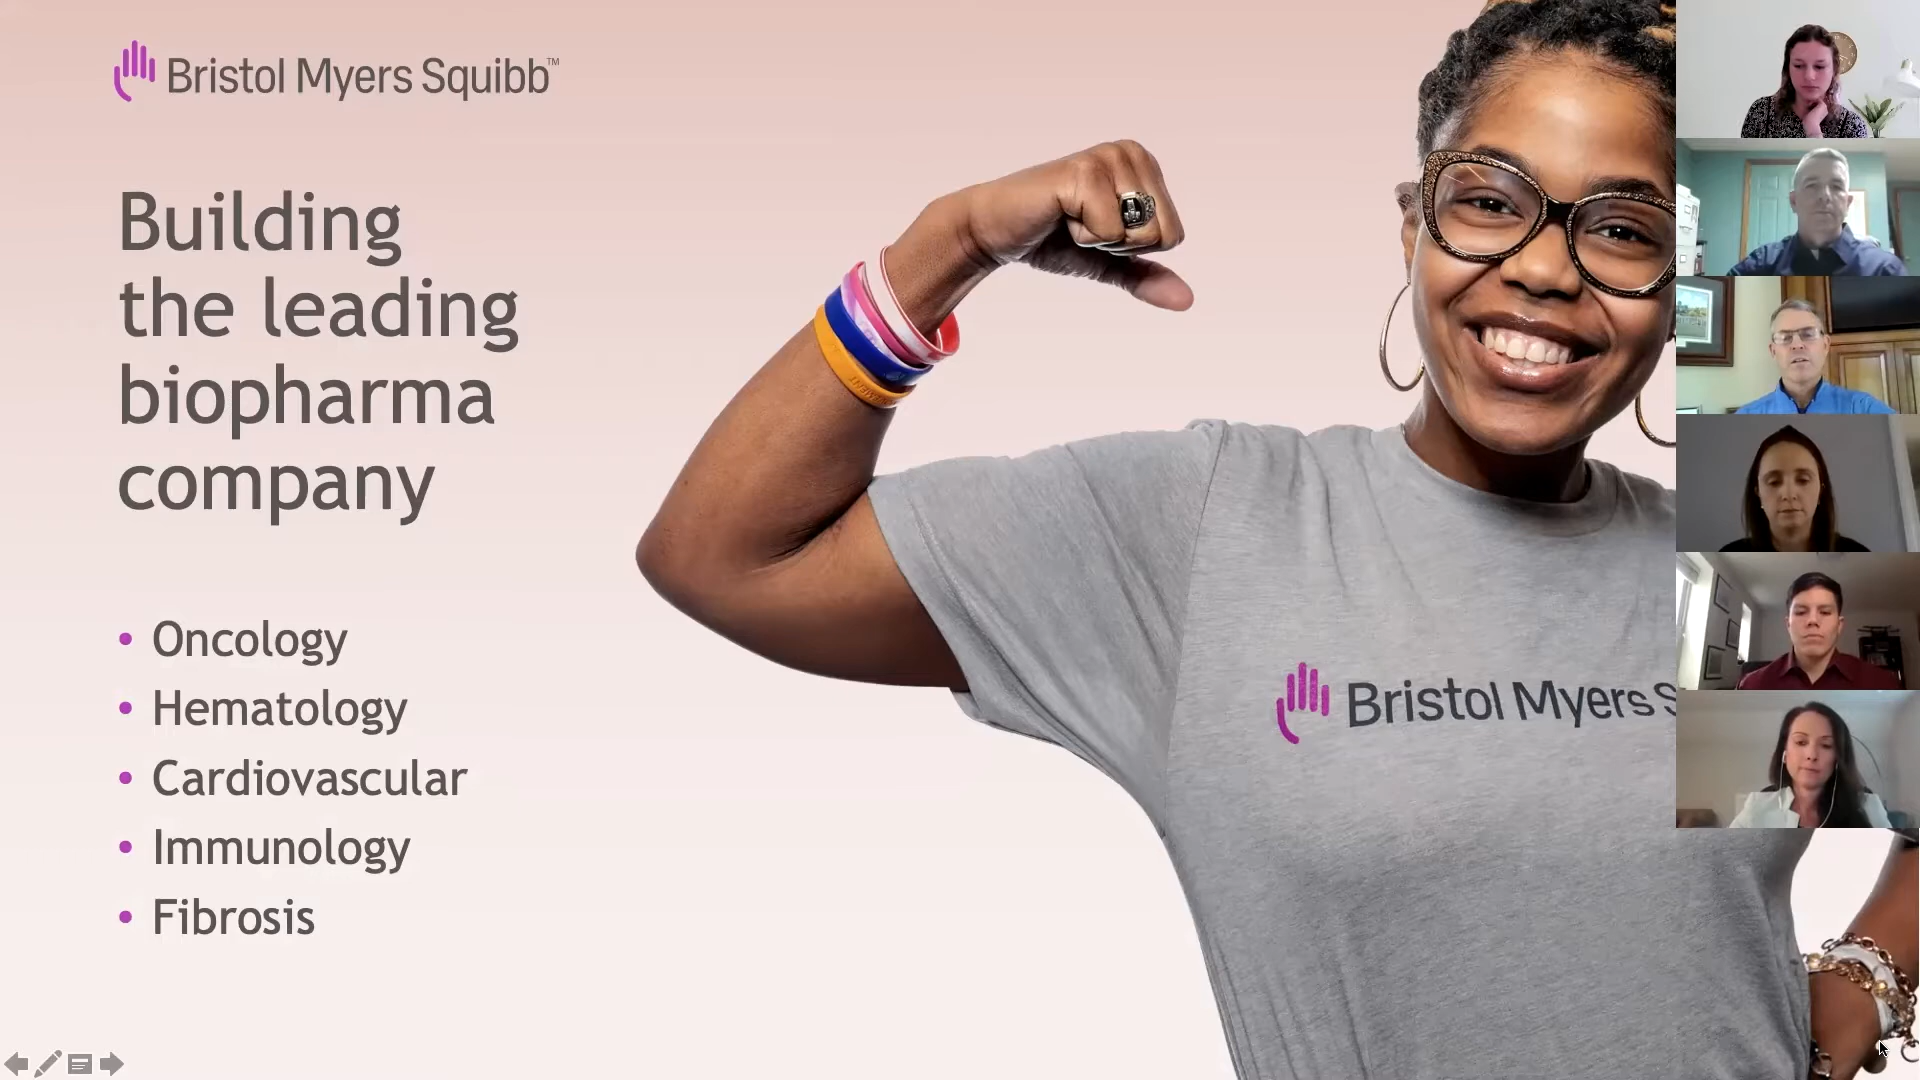 Bristol Myers Squibb™
Building
the leading
biopharma
company
• Oncology
• Hematology
• Cardiovascular
• Immunology
• Fibrosis
Bristol Myers S